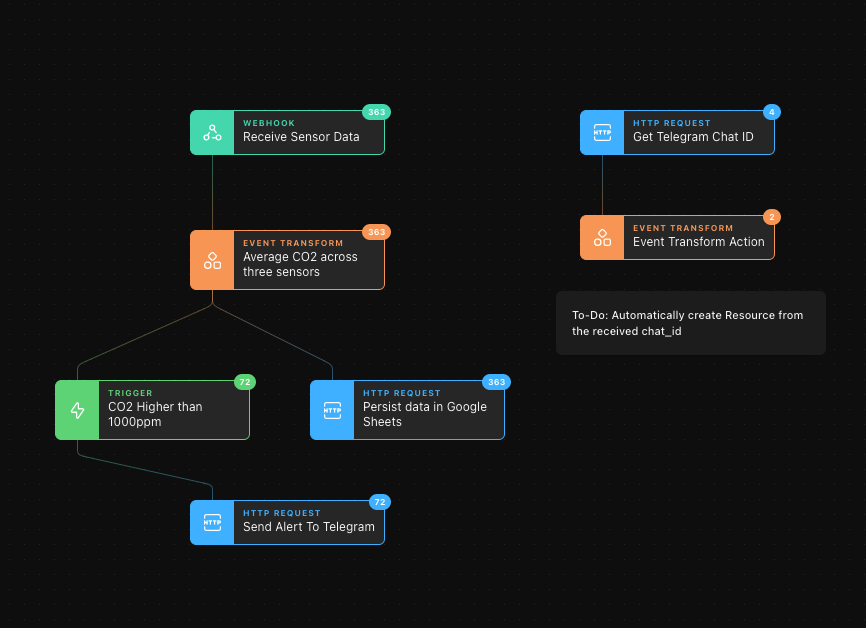 363
WEBHOOK
Receive Sensor Data
363
EVENT TRANSFORM
Average CO2 across
three sensors
72
TRIGGER
CO2 Higher than
1000ppm
363
HTTP REQUEST
HTTP
Persist data in Google
Sheets
72
HTTP REQUEST
HTTP
Send Alert To Telegram
4
HTTP REQUEST
HTTP
Get Telegram Chat ID
2
EVENT TRANSFORM
Event Transform Action
To-Do: Automatically create Resource from
the received chat_id